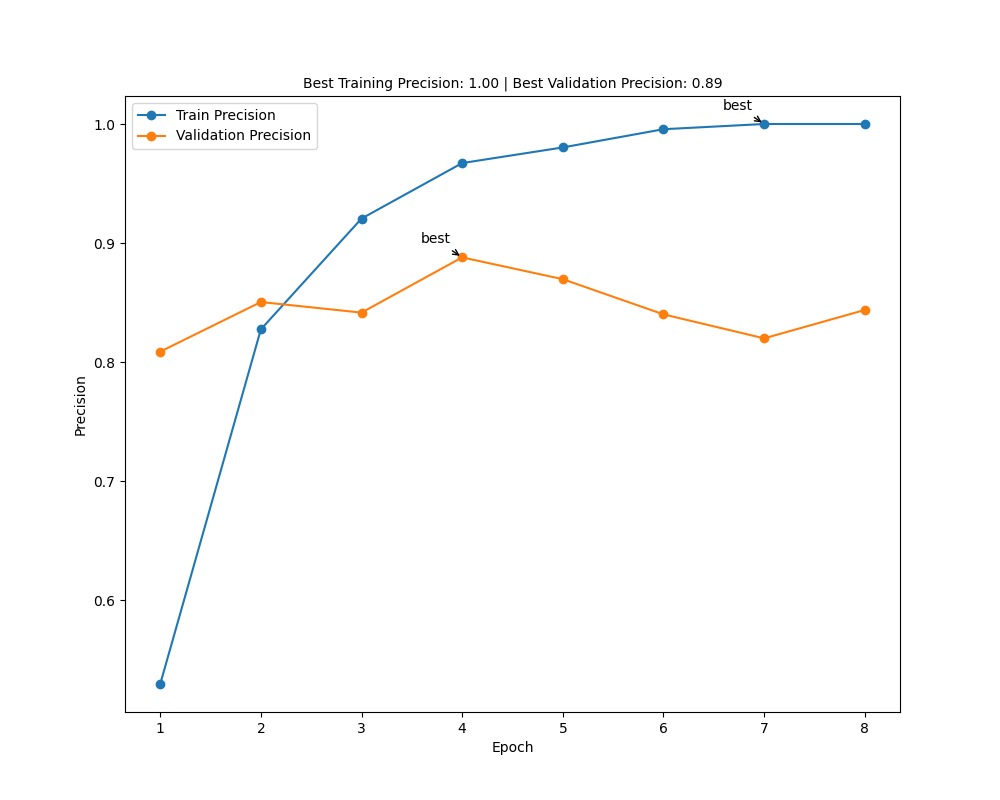 Best Training Precision: 1.00 | Best Validation Precision: 0.89
Train Precision
Validation Precision
best
best
1.0
0.9
0.8
0.7
0.6
Precision
1 2 3 4 5 6 7 8
Epoch